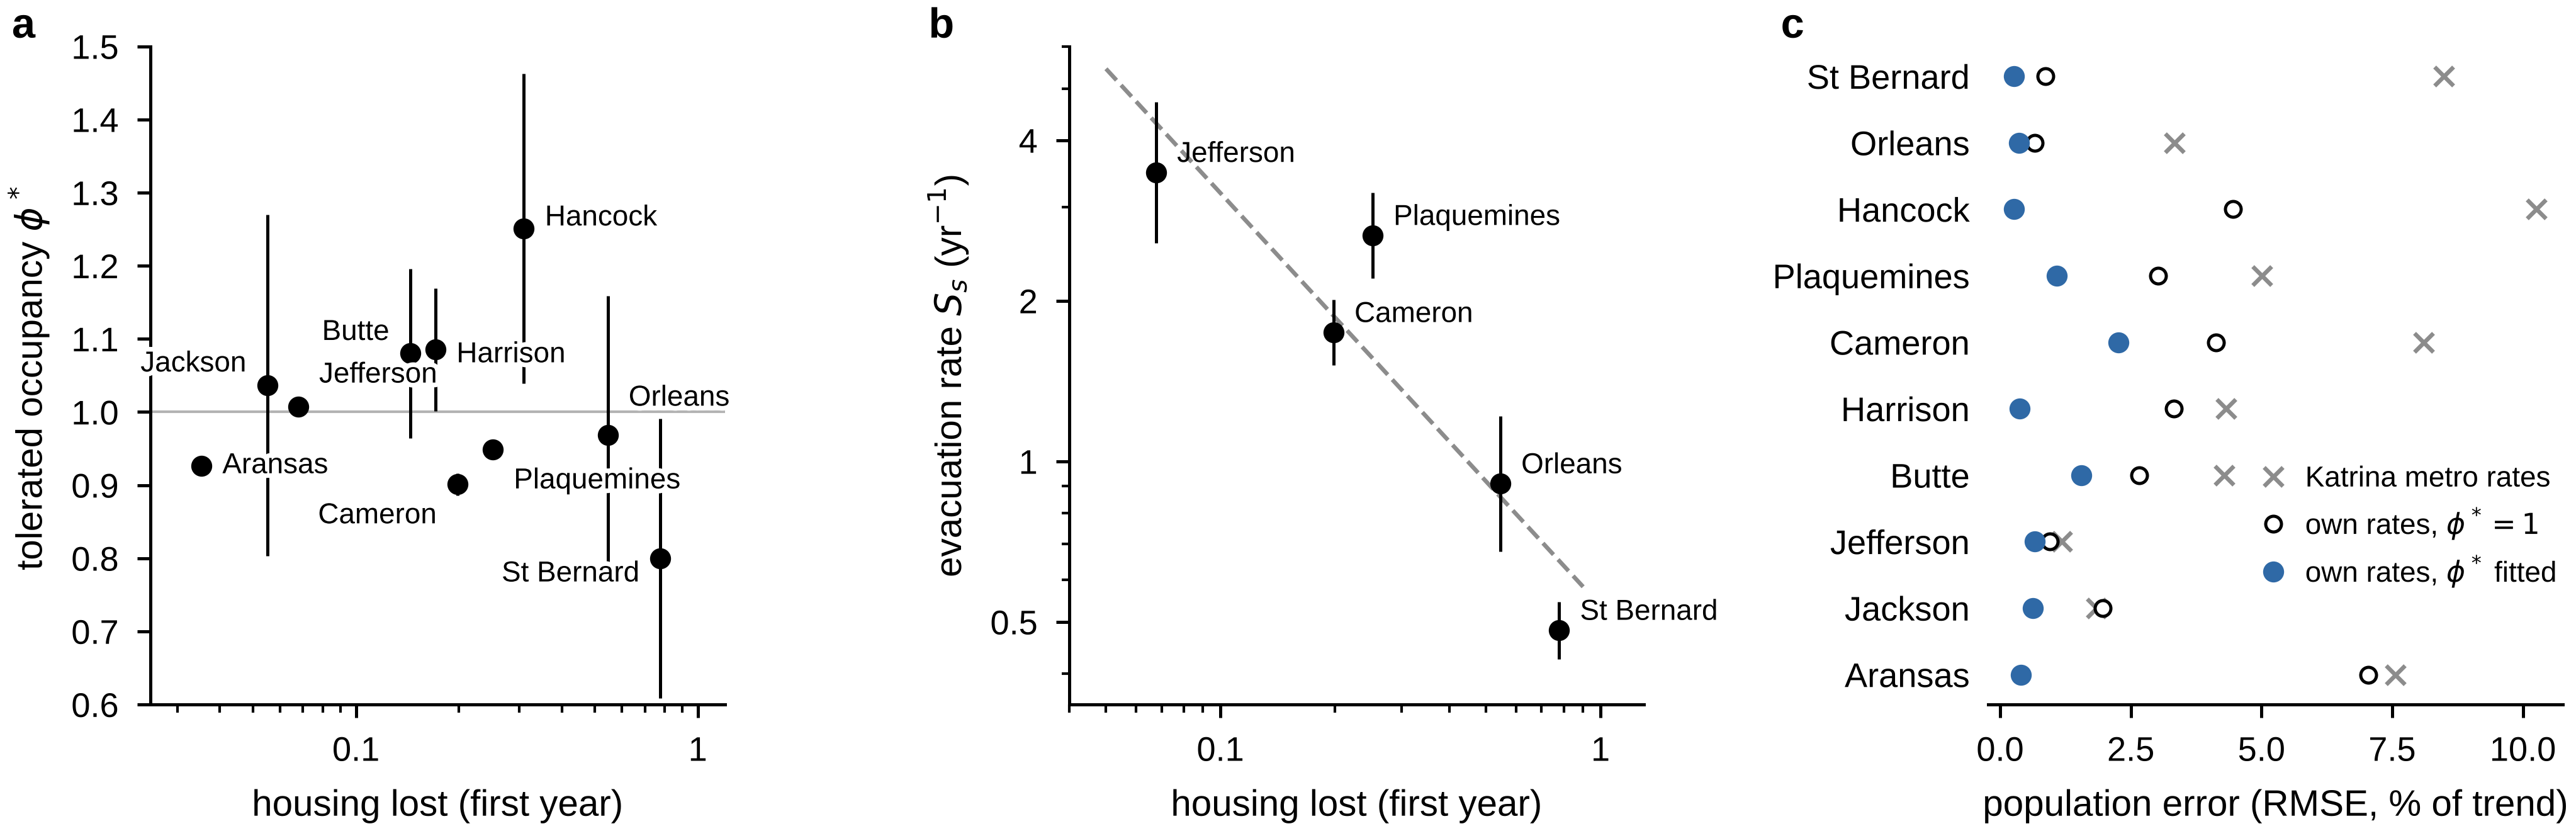 a
1.5
1.4
1.3
1.2
1.1
1.0
0.9
0.8
0.7
0.6
tolerated occupancy ϕ*
Hancock
Butte
Harrison
Jackson
Jefferson
Orleans
Aransas
Plaquemines
Cameron
St Bernard
0.1
1
housing lost (first year)
b
4
2
1
0.5
evacuation rate Sₛ (yr⁻¹)
Jefferson
Plaquemines
Cameron
Orleans
St Bernard
0.1
1
housing lost (first year)
c
St Bernard
Orleans
Hancock
Plaquemines
Cameron
Harrison
Butte
Jefferson
Jackson
Aransas
Katrina metro rates
own rates, ϕ* = 1
own rates, ϕ* fitted
0.0
2.5
5.0
7.5
10.0
population error (RMSE, % of trend)